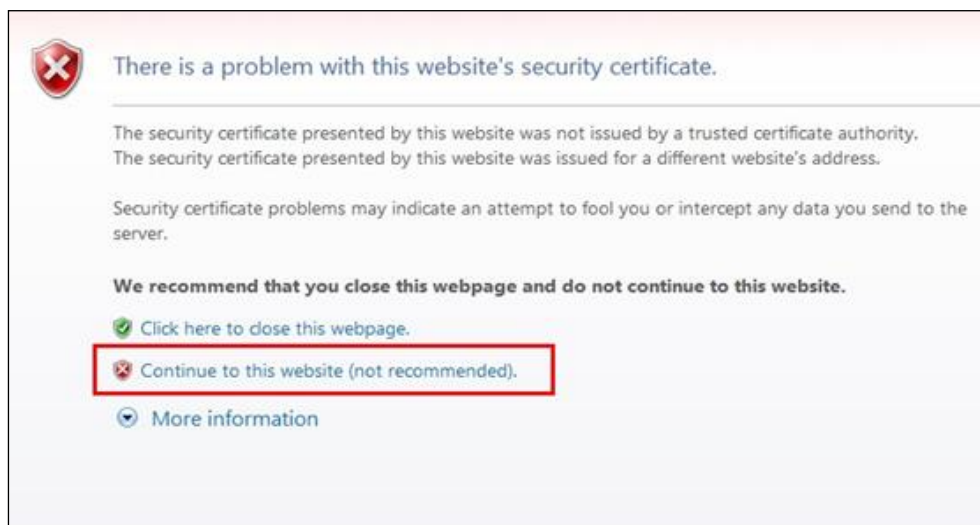 There is a problem with this website's security certificate.
The security certificate presented by this website was not issued by a trusted certificate authority.
The security certificate presented by this website was issued for a different website's address.
Security certificate problems may indicate an attempt to fool you or intercept any data you send to the
server.
We recommend that you close this webpage and do not continue to this website.
Click here to close this webpage.
Continue to this website (not recommended).
More information